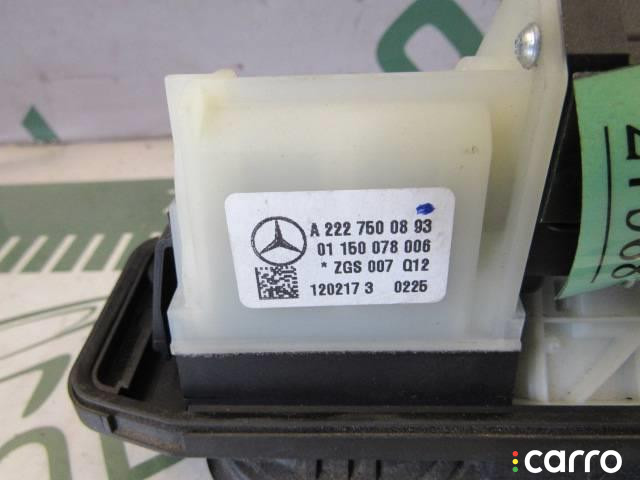 A 222 750 08 93
01 150 078 006
* ZGS 007 Q12
120217 3 0225
carro